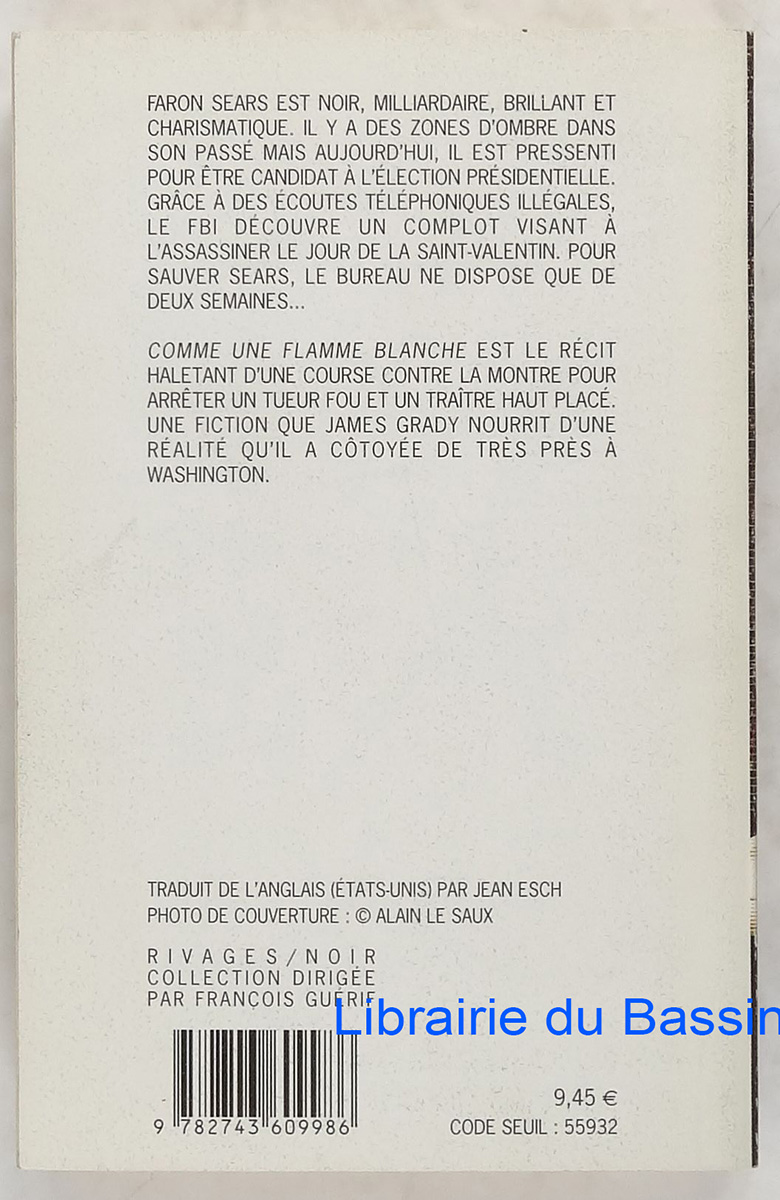 FARON SEARS EST NOIR, MILLIARDAIRE, BRILLANT ET
CHARISMATIQUE. IL Y A DES ZONES D'OMBRE DANS
SON PASSÉ MAIS AUJOURD'HUI, IL EST PRESSENTI
POUR ÊTRE CANDIDAT À L'ÉLECTION PRÉSIDENTIELLE.
GRÂCE À DES ÉCOUTES TÉLÉPHONIQUES ILLÉGALES,
LE FBI DÉCOUVRE UN COMPLOT VISANT À
L'ASSASSINER LE JOUR DE LA SAINT-VALENTIN. POUR
SAUVER SEARS, LE BUREAU NE DISPOSE QUE DE
DEUX SEMAINES...
COMME UNE FLAMME BLANCHE EST LE RÉCIT
HALETANT D'UNE COURSE CONTRE LA MONTRE POUR
ARRÊTER UN TUEUR FOU ET UN TRAÎTRE HAUT PLACÉ.
UNE FICTION QUE JAMES GRADY NOURRIT D'UNE
RÉALITÉ QU'IL A CÔTOYÉE DE TRÈS PRÈS À
WASHINGTON.
TRADUIT DE L'ANGLAIS (ÉTATS-UNIS) PAR JEAN ESCH
PHOTO DE COUVERTURE : © ALAIN LE SAUX
RIVAGES/NOIR
COLLECTION DIRIGÉE
PAR FRANÇOIS GUÉRIF
Librairie du Bassin
9 782743 609986
9,45 €
CODE SEUIL : 55932